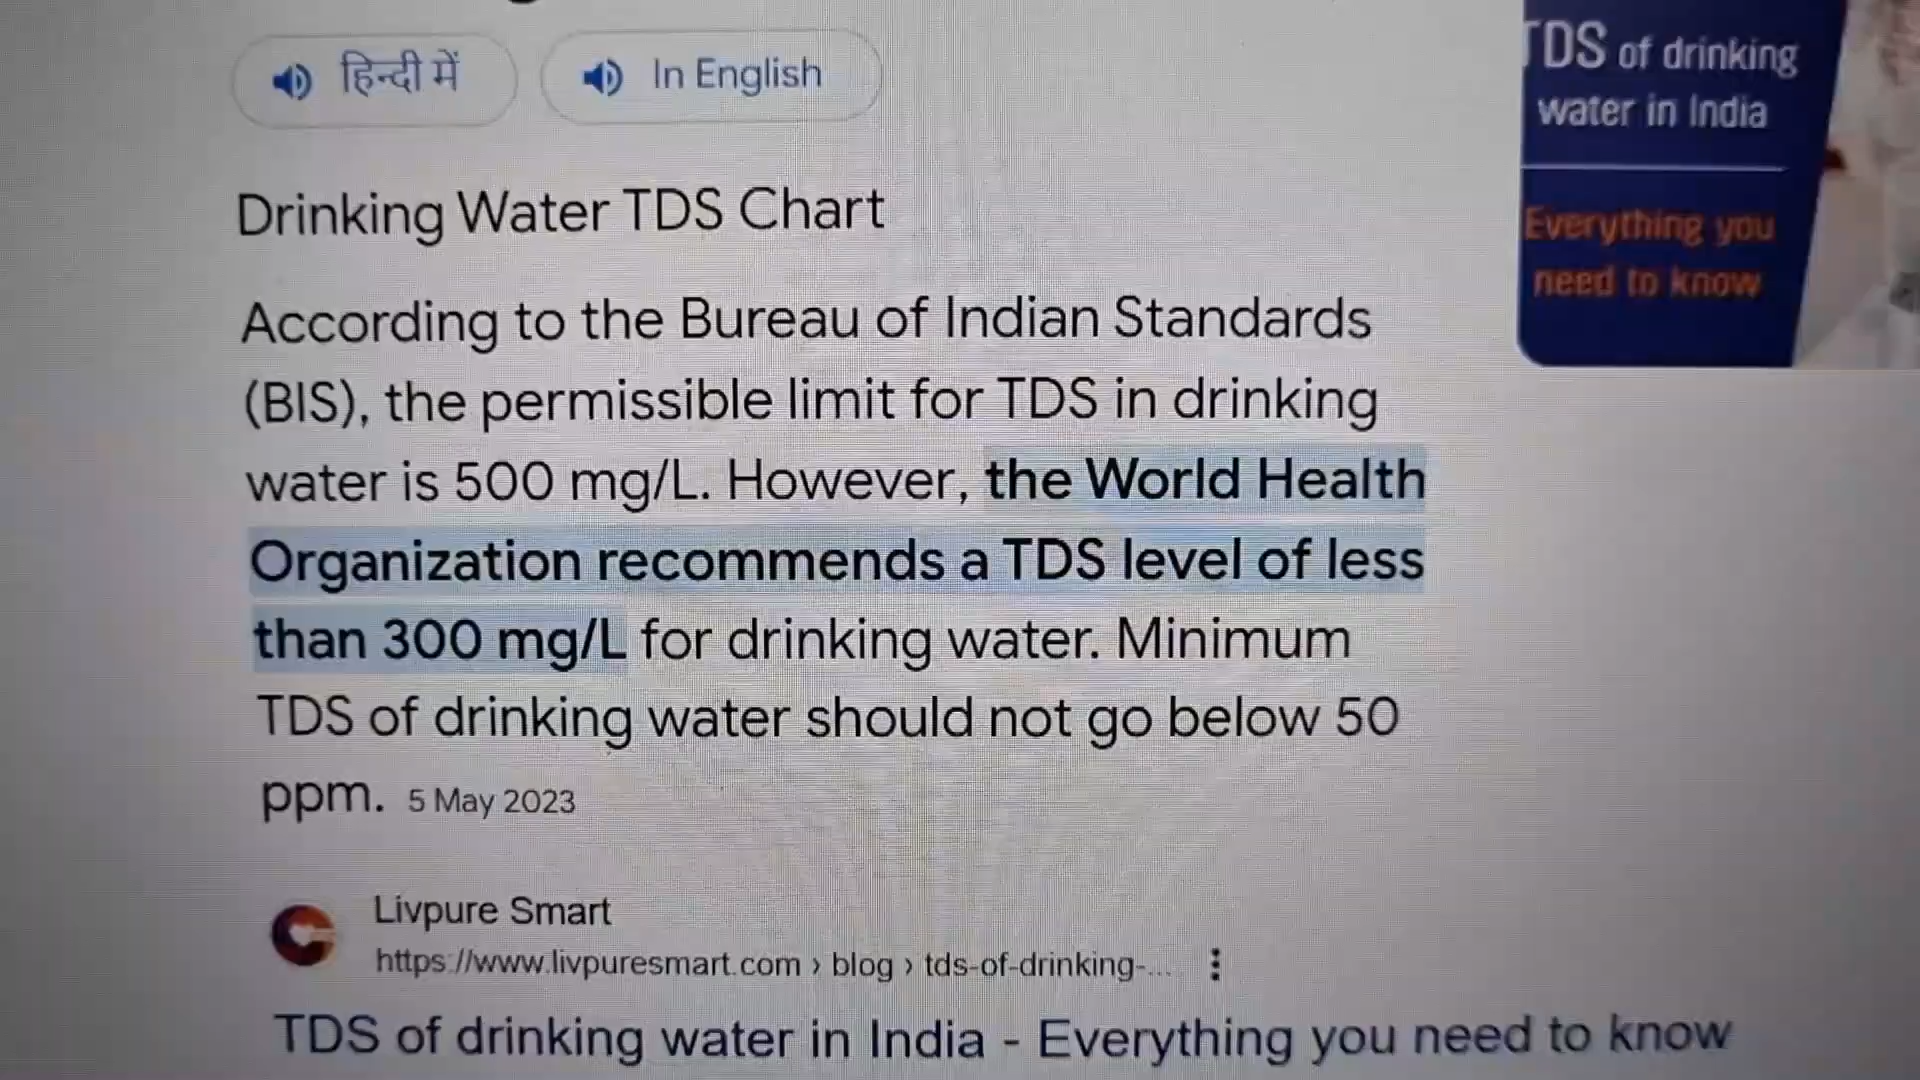 हिन्दी में
In English
TDS of drinking
water in India
Everything you
need to know
Drinking Water TDS Chart
According to the Bureau of Indian Standards
(BIS), the permissible limit for TDS in drinking
water is 500 mg/L. However, the World Health
Organization recommends a TDS level of less
than 300 mg/L for drinking water. Minimum
TDS of drinking water should not go below 50
ppm. 5 May 2023
Livpure Smart
https://www.livpuresmart.com › blog › tds-of-drinking-...
TDS of drinking water in India - Everything you need to know